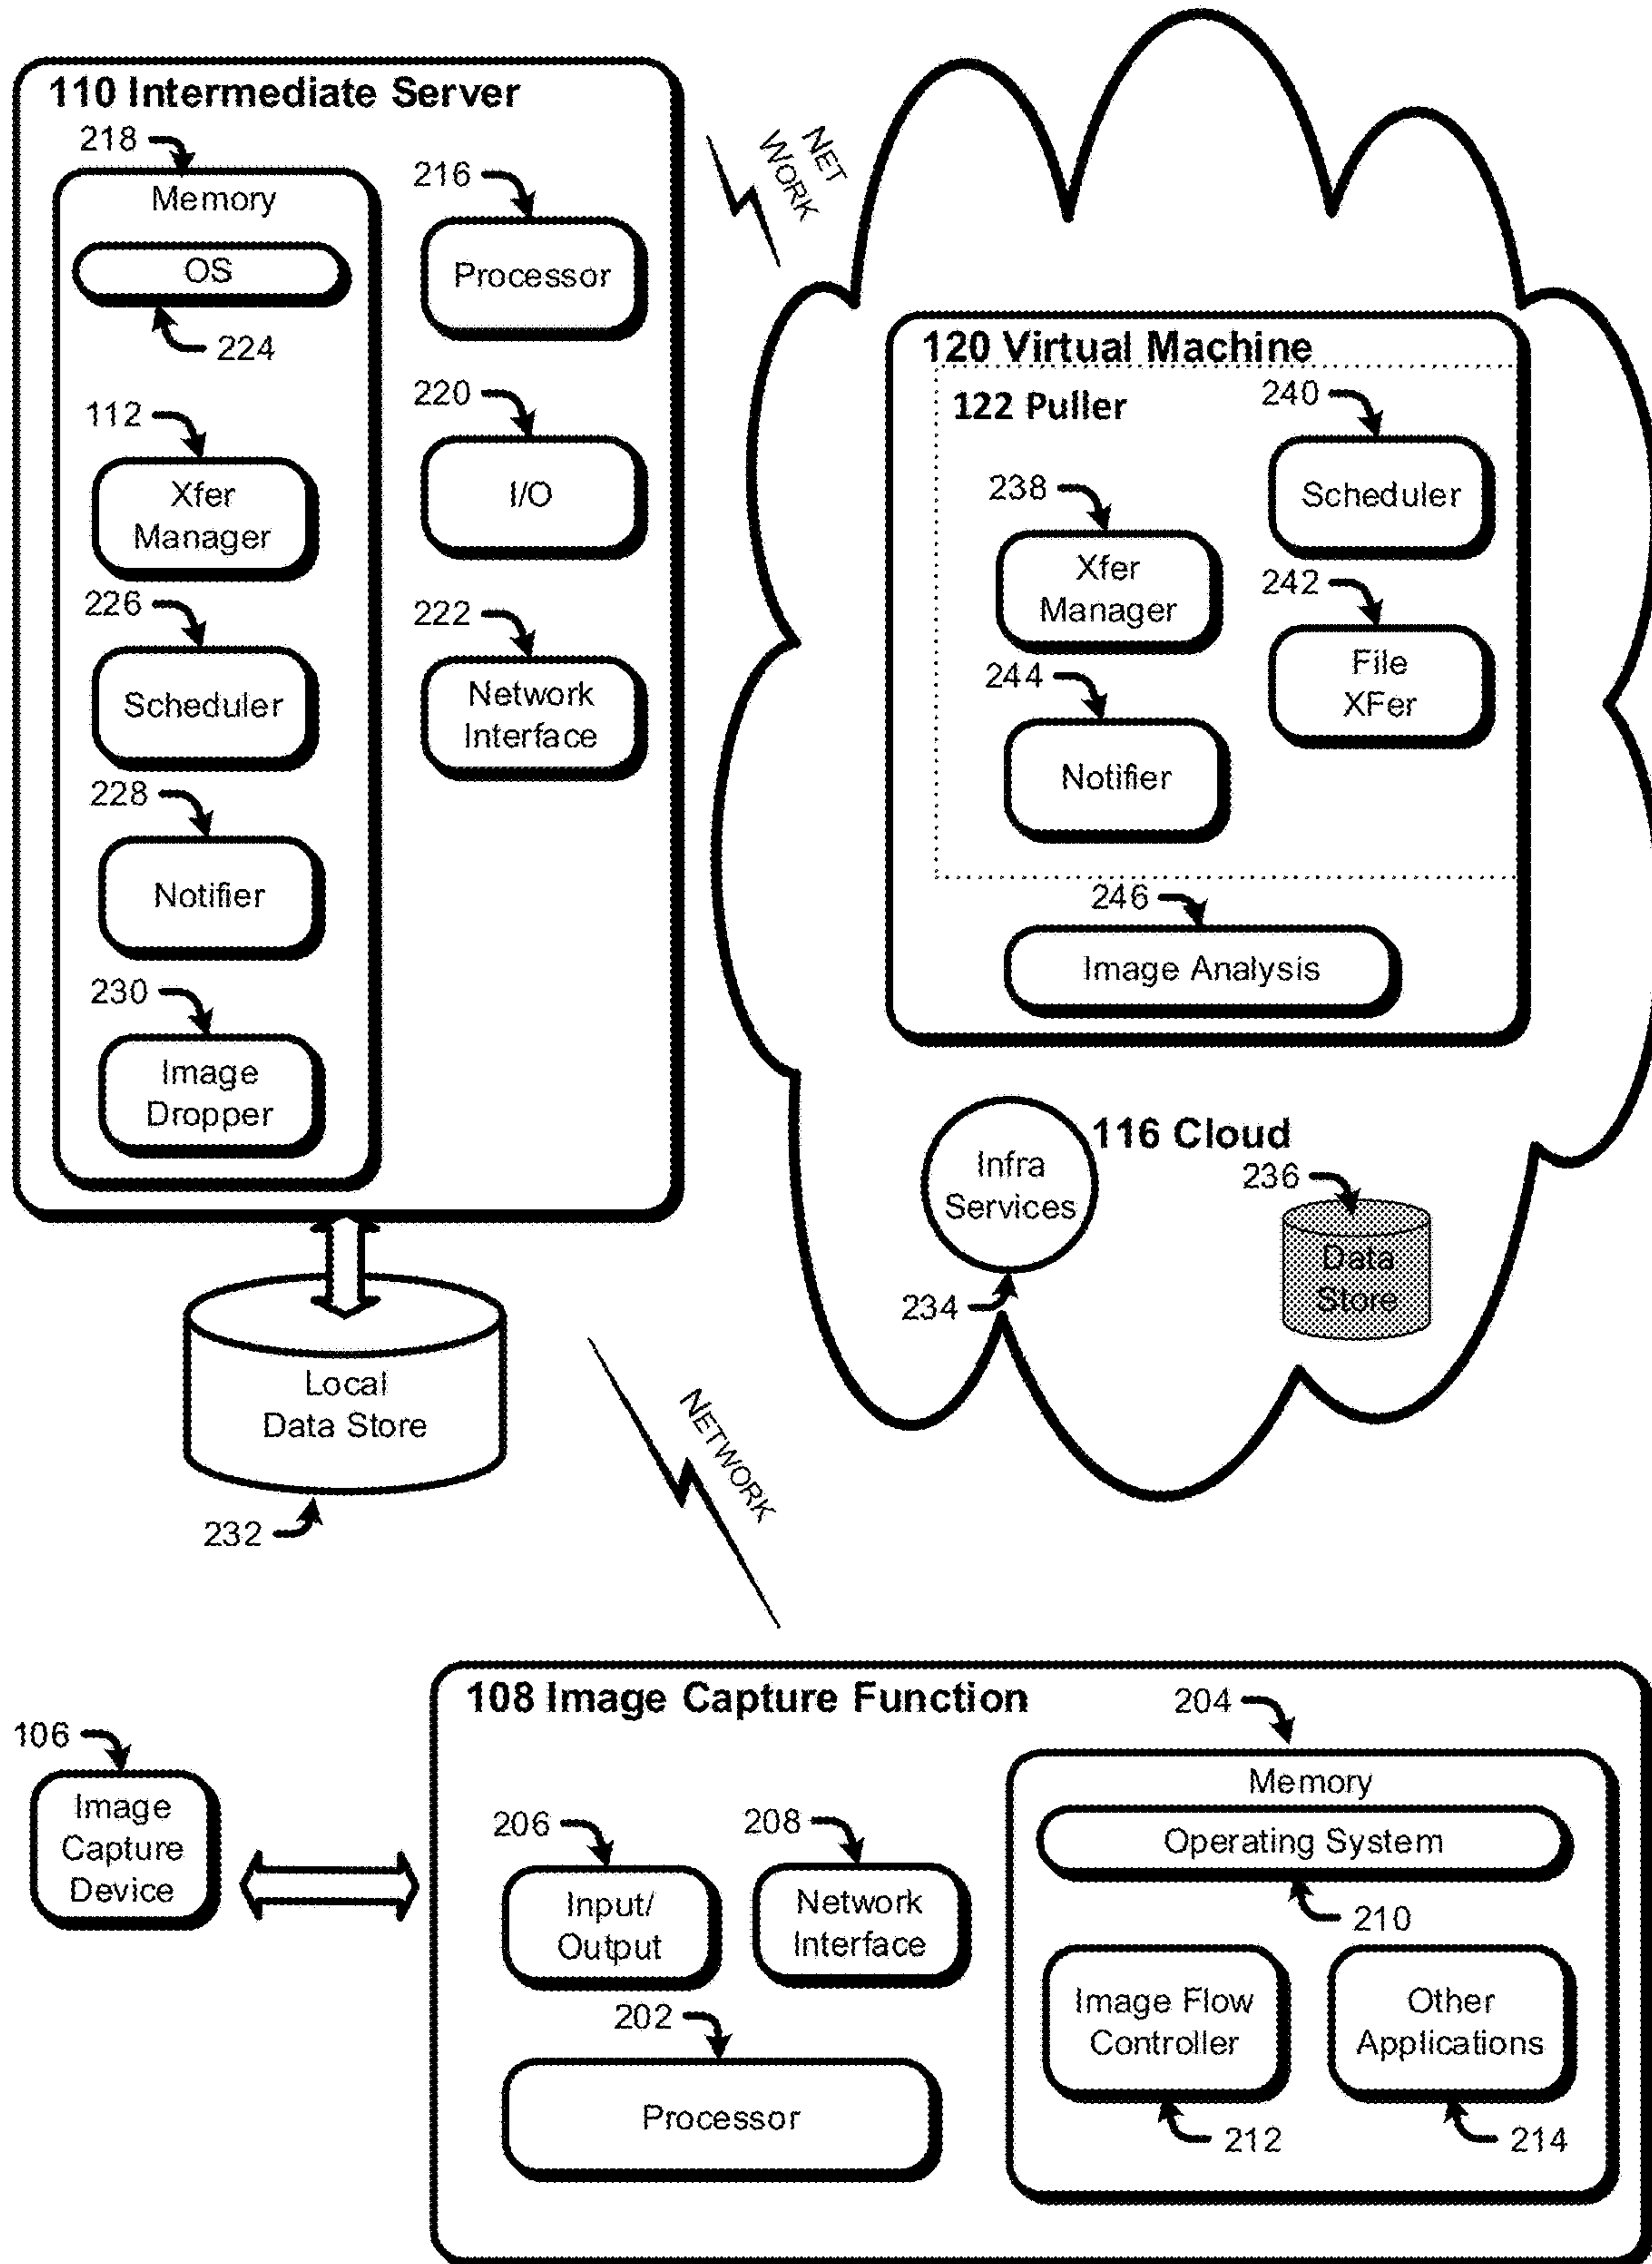 110 Intermediate Server
218
Memory
OS
224
112
Xfer
Manager
226
Scheduler
228
Notifier
230
Image
Dropper
216
Processor
220
I/O
222
Network
Interface
Local
Data Store
232
NET
WORK
120 Virtual Machine
122 Puller
240
Scheduler
238
Xfer
Manager
242
File
XFer
244
Notifier
246
Image Analysis
116 Cloud
Infra
Services
234
236
Data
Store
NETWORK
106
Image
Capture
Device
108 Image Capture Function
204
Memory
Operating System
210
206
Input/
Output
208
Network
Interface
202
Processor
Image Flow
Controller
212
Other
Applications
214